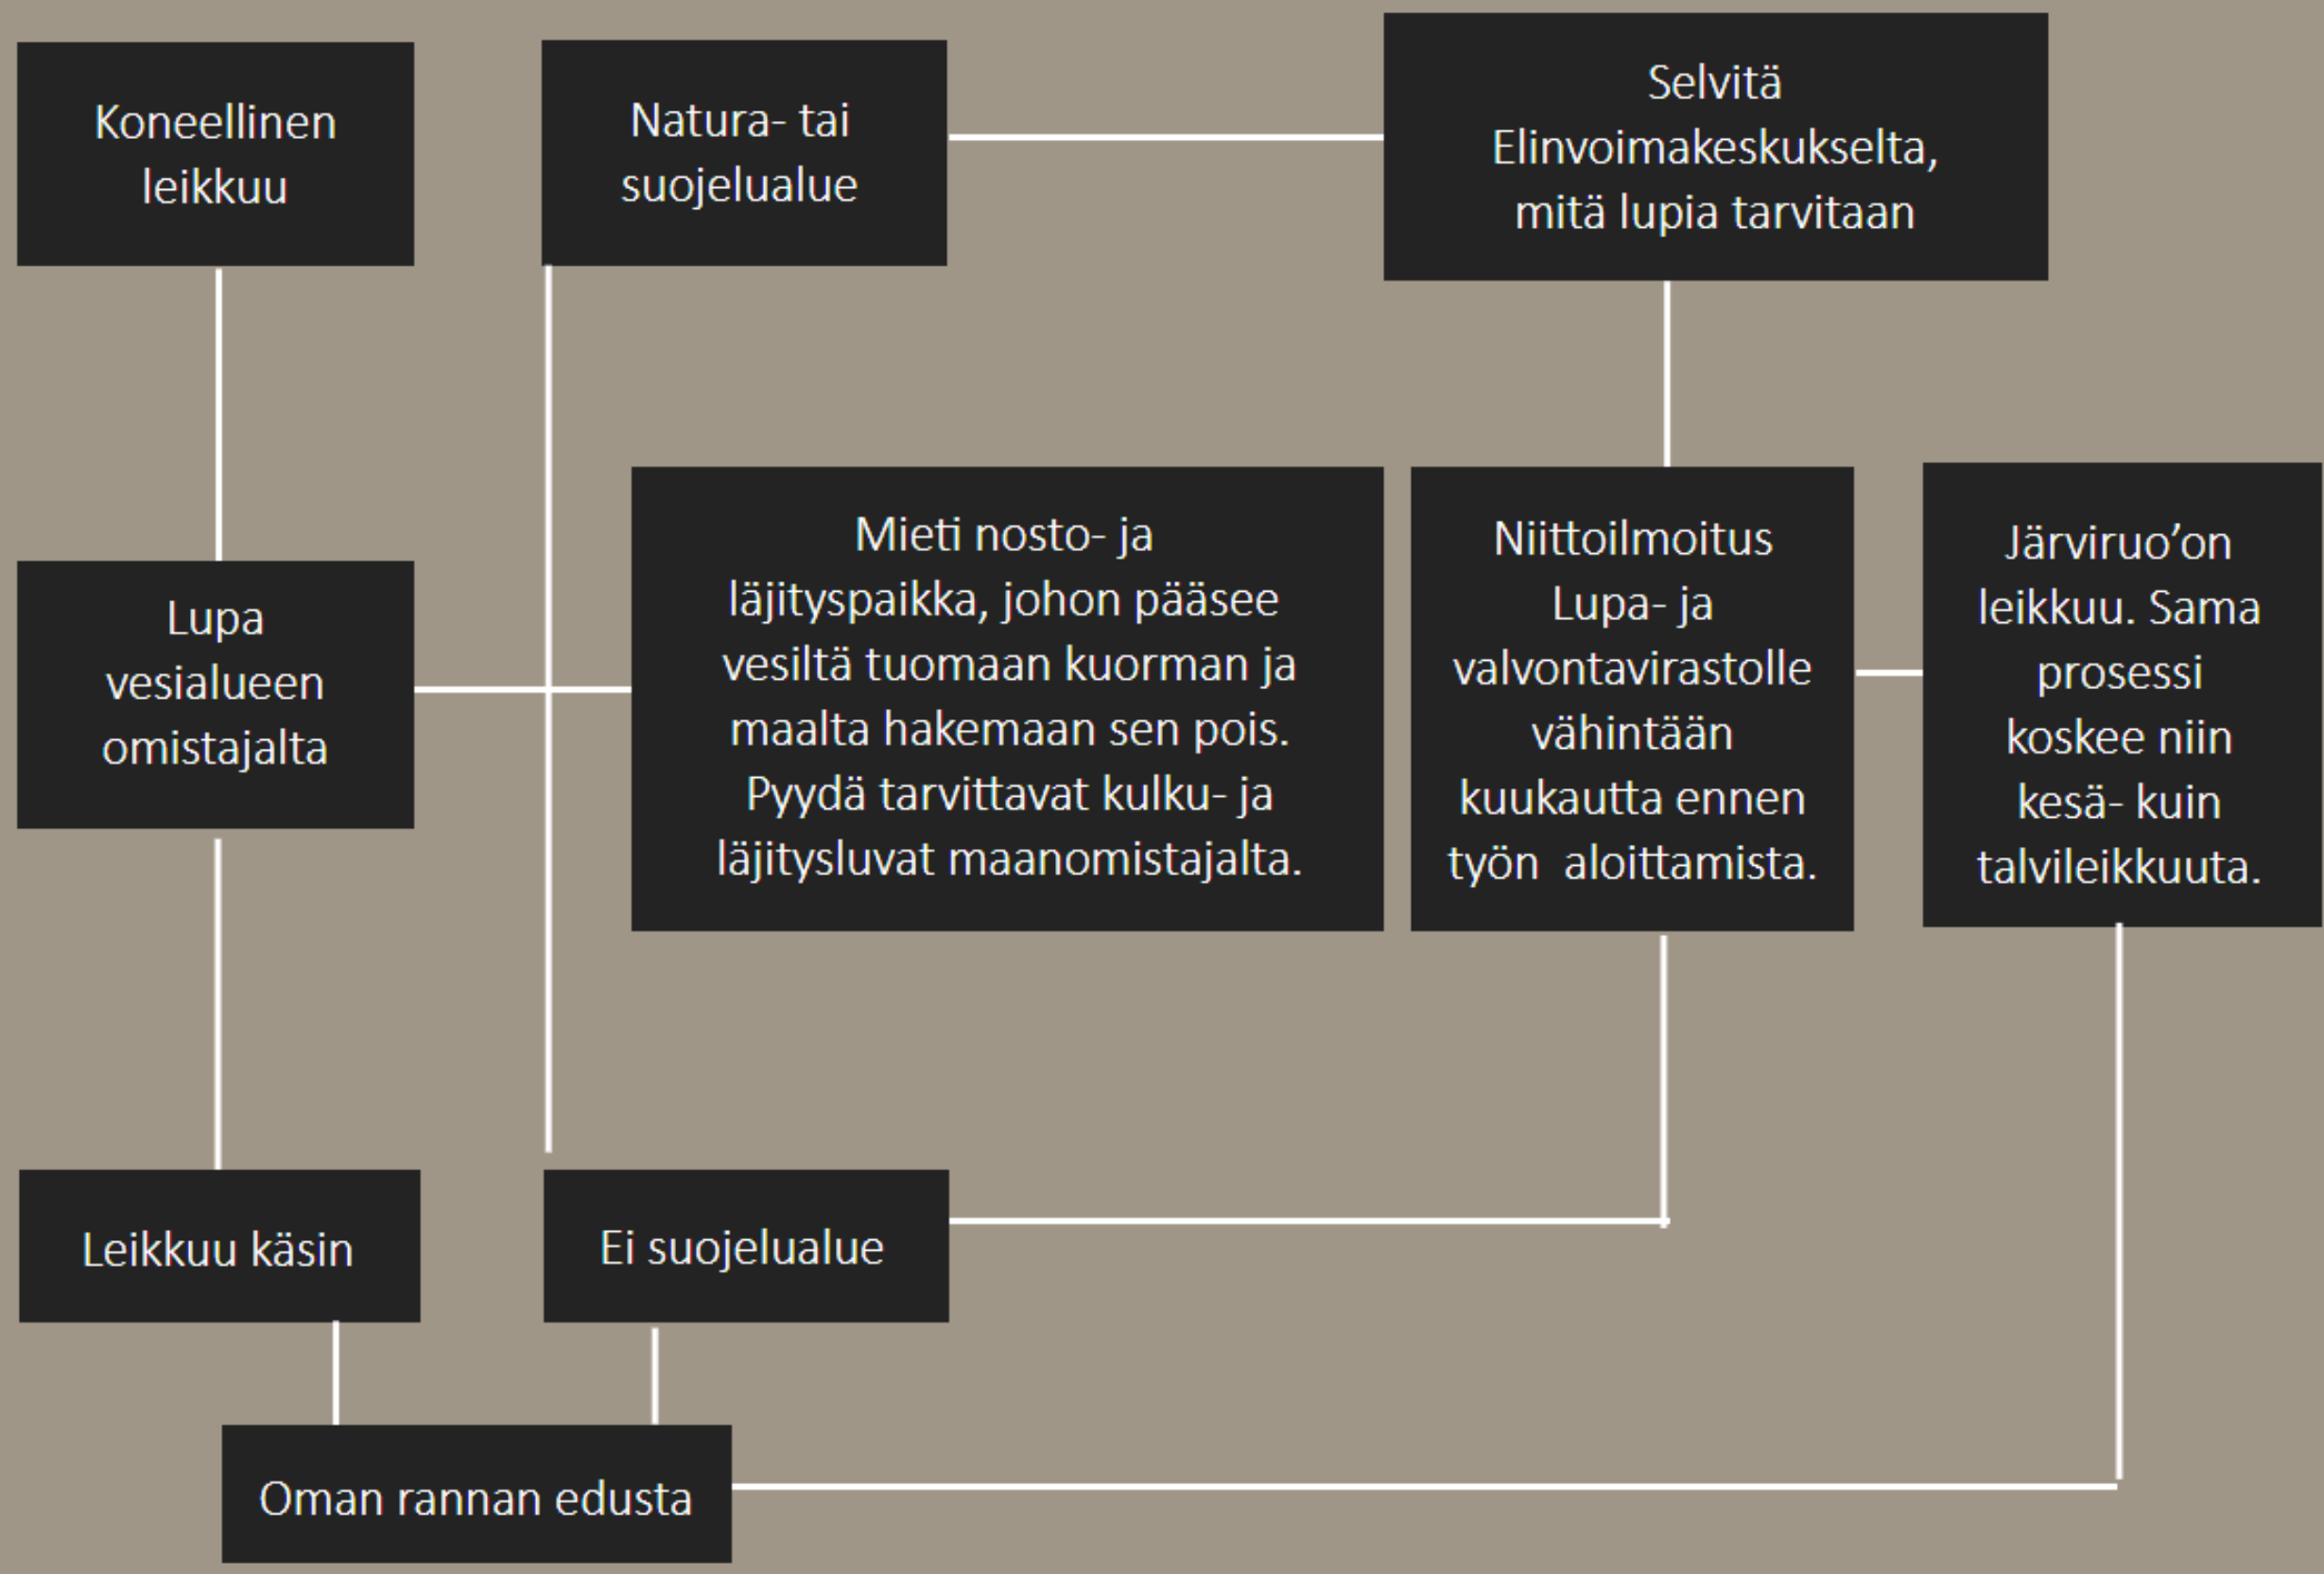 Koneellinen
leikkuu
Natura- tai
suojelualue
Selvitä
Elinvoimakeskukselta,
mitä lupia tarvitaan
Lupa
vesialueen
omistajalta
Mieti nosto- ja
läjityspaikka, johon pääsee
vesiltä tuomaan kuorman ja
maalta hakemaan sen pois.
Pyydä tarvittavat kulku- ja
läjitysluvat maanomistajalta.
Niittoilmoitus
Lupa- ja
valvontavirastolle
vähintään
kuukautta ennen
työn  aloittamista.
Järviruo’on
leikkuu. Sama
prosessi
koskee niin
kesä- kuin
talvileikkuuta.
Leikkuu käsin
Ei suojelualue
Oman rannan edusta